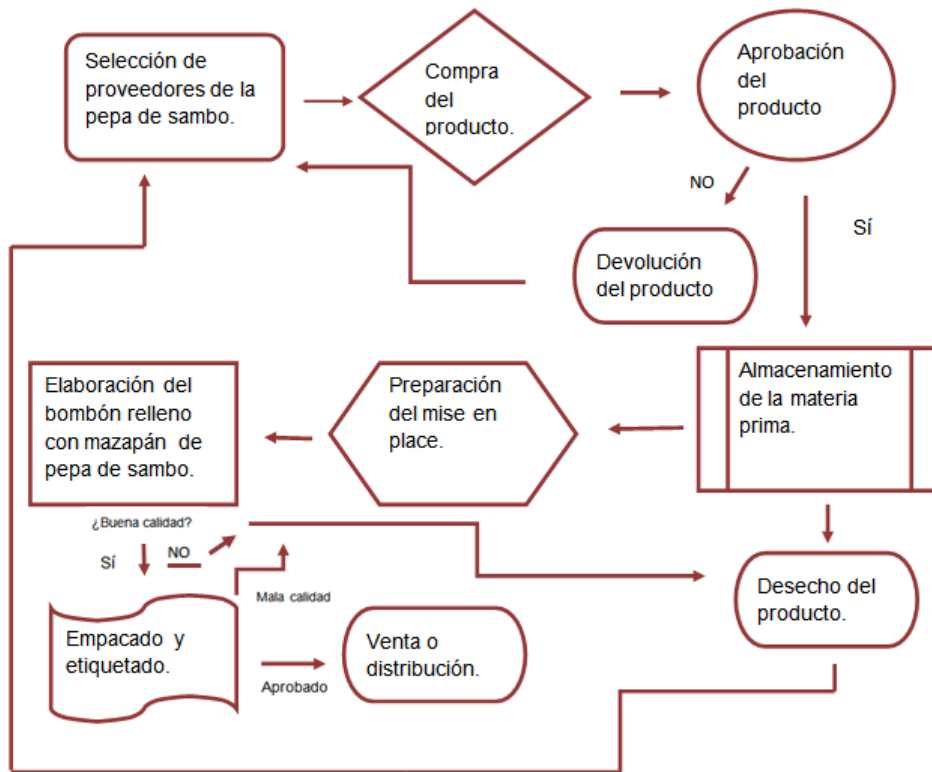 Selección de
proveedores de la
pepa de sambo.
Compra
del
producto.
Aprobación
del
producto
NO
Sí
Devolución
del producto
Almacenamiento
de la materia
prima.
Preparación
del mise en
place.
Elaboración del
bombón relleno
con mazapán de
pepa de sambo.
¿Buena calidad?
Sí
NO
Mala calidad
Empacado y
etiquetado.
Aprobado
Venta o
distribución.
Desecho del
producto.